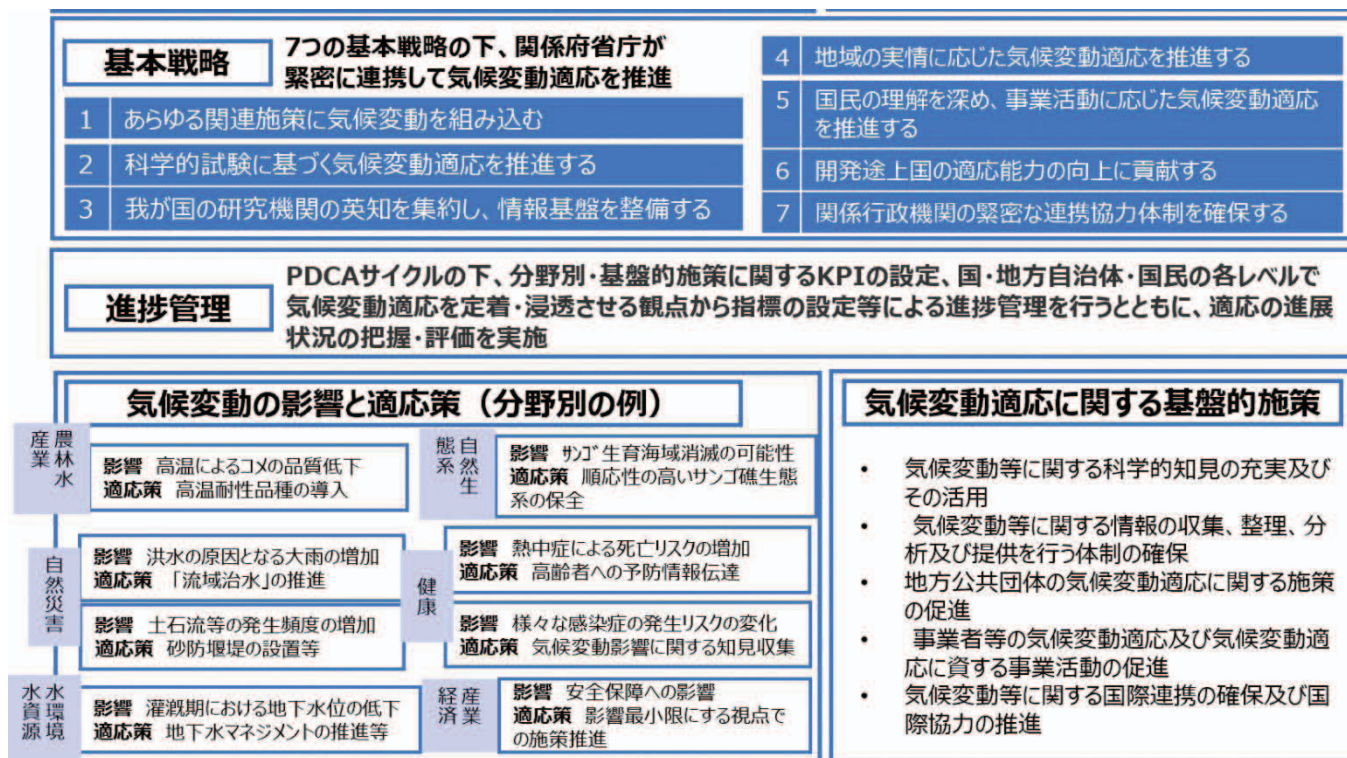 基本戦略
7つの基本戦略の下、関係府省庁が
緊密に連携して気候変動適応を推進
1 あらゆる関連施策に気候変動を組み込む
2 科学的試験に基づく気候変動適応を推進する
3 我が国の研究機関の英知を集約し、情報基盤を整備する
4 地域の実情に応じた気候変動適応を推進する
5 国民の理解を深め、事業活動に応じた気候変動適応
を推進する
6 開発途上国の適応能力の向上に貢献する
7 関係行政機関の緊密な連携協力体制を確保する
進捗管理
PDCAサイクルの下、分野別・基盤的施策に関するKPIの設定、国・地方自治体・国民の各レベルで
気候変動適応を定着・浸透させる観点から指標の設定等による進捗管理を行うとともに、適応の進展
状況の把握・評価を実施
気候変動の影響と適応策（分野別の例）
農林水
産業
影響 高温によるコメの品質低下
適応策 高温耐性品種の導入
自然生
態系
影響 サンゴ生育海域消滅の可能性
適応策 順応性の高いサンゴ礁生態
系の保全
自然災害
影響 洪水の原因となる大雨の増加
適応策 「流域治水」の推進
影響 土石流等の発生頻度の増加
適応策 砂防堰堤の設置等
健康
影響 熱中症による死亡リスクの増加
適応策 高齢者への予防情報伝達
影響 様々な感染症の発生リスクの変化
適応策 気候変動影響に関する知見収集
水環境
水資源
影響 灌漑期における地下水位の低下
適応策 地下水マネジメントの推進等
産業
経済
影響 安全保障への影響
適応策 影響最小限にする視点で
の施策推進
気候変動適応に関する基盤的施策
• 気候変動等に関する科学的知見の充実及び
その活用
• 気候変動等に関する情報の収集、整理、分
析及び提供を行う体制の確保
• 地方公共団体の気候変動適応に関する施策
の促進
• 事業者等の気候変動適応及び気候変動適
応に資する事業活動の促進
• 気候変動等に関する国際連携の確保及び国
際協力の推進